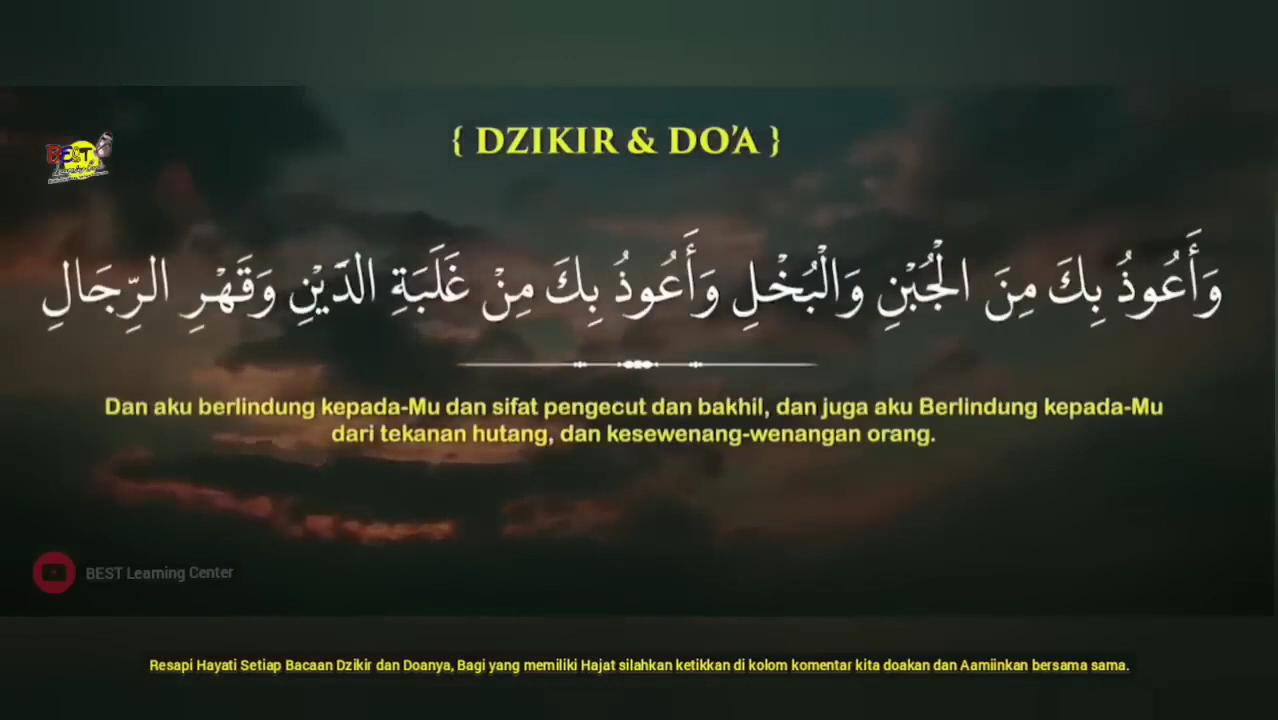 { DZIKIR & DO'A }
BEST
وَأَعُوذُ بِكَ مِنَ الْجُبْنِ وَالْبُخْلِ وَأَعُوذُ بِكَ مِنْ غَلَبَةِ الدَّيْنِ وَقَهْرِ الرِّجَالِ
Dan aku berlindung kepada-Mu dan sifat pengecut dan bakhil, dan juga aku Berlindung kepada-Mu
dari tekanan hutang, dan kesewenang-wenangan orang.
BEST Learning Center
Resapi Hayati Setiap Bacaan Dzikir dan Doanya, Bagi yang memiliki Hajat silahkan ketikkan di kolom komentar kita doakan dan Aamiinkan bersama sama.